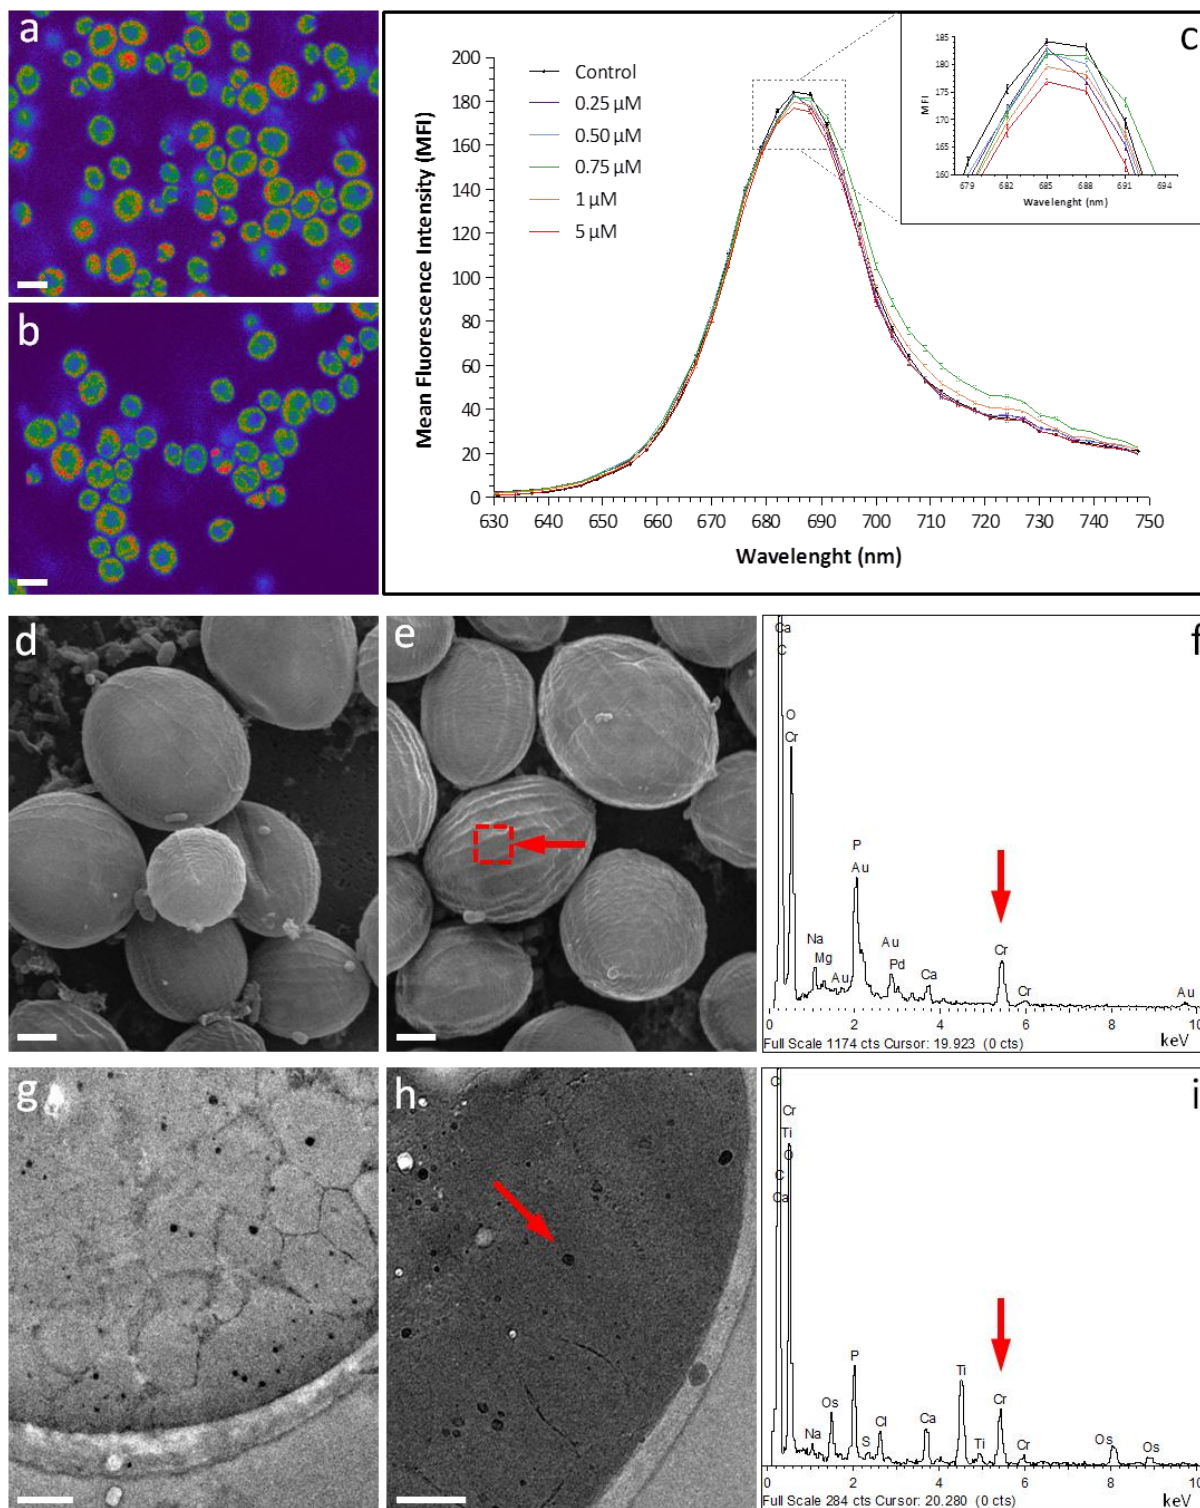 a
b
c
200
180
160
140
120
100
80
60
40
20
0
Mean Fluorescence Intensity (MFI)
Control
0.25 µM
0.50 µM
0.75 µM
1 µM
5 µM
630 640 650 660 670 680 690 700 710 720 730 740 750
Wavelenght (nm)
185
180
175
170
165
160
MFI
679 682 685 688 691 694
Wavelenght (nm)
d
e
f
Ca
C
O
Cr
P
Au
Na
Mg
Au
Au
Pd
Ca
Cr
Cr
Au
0 2 4 6 8 10
keV
Full Scale 1174 cts Cursor: 19.923 (0 cts)
g
h
i
C
Cr
Ti
O
C
Ca
Na
Os
P
S
Cl
Ca
Ti
Ti
Cr
Cr
Os
Os
0 2 4 6 8 10
keV
Full Scale 284 cts Cursor: 20.280 (0 cts)